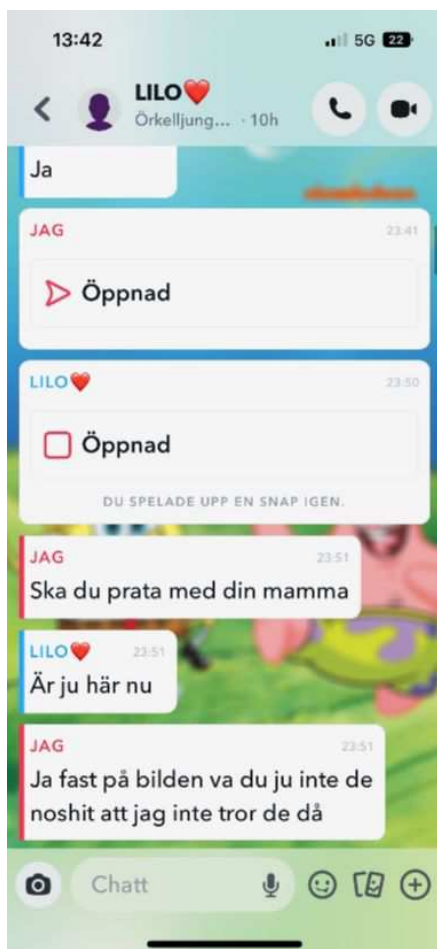 13:42
5G 22
LILO❤️
Örkelljung... · 10h
Ja
JAG 23:41
Öppnad
LILO❤️ 23:50
Öppnad
DU SPELADE UPP EN SNAP IGEN.
JAG 23:51
Ska du prata med din mamma
LILO❤️ 23:51
Är ju här nu
JAG 23:51
Ja fast på bilden va du ju inte de
noshit att jag inte tror de då
Chatt